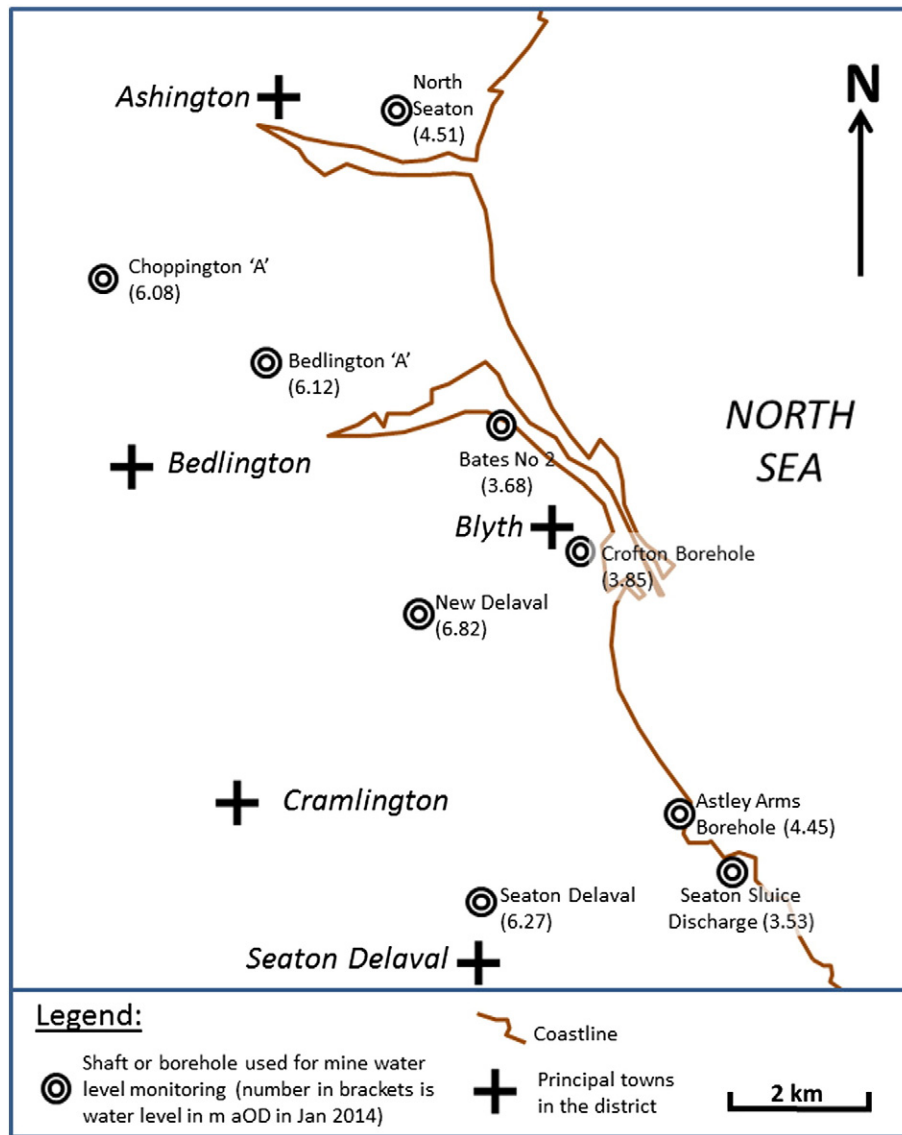 Ashington
North
Seaton
(4.51)
N
Choppington ‘A’
(6.08)
Bedlington ‘A’
(6.12)
NORTH
SEA
Bedlington
Bates No 2
(3.68)
Blyth
Crofton Borehole
(3.85)
New Delaval
(6.82)
Cramlington
Astley Arms
Borehole (4.45)
Seaton Sluice
Discharge (3.53)
Seaton Delaval
(6.27)
Seaton Delaval
Legend:
Shaft or borehole used for mine water
level monitoring (number in brackets is
water level in m aOD in Jan 2014)
Coastline
Principal towns
in the district
2 km